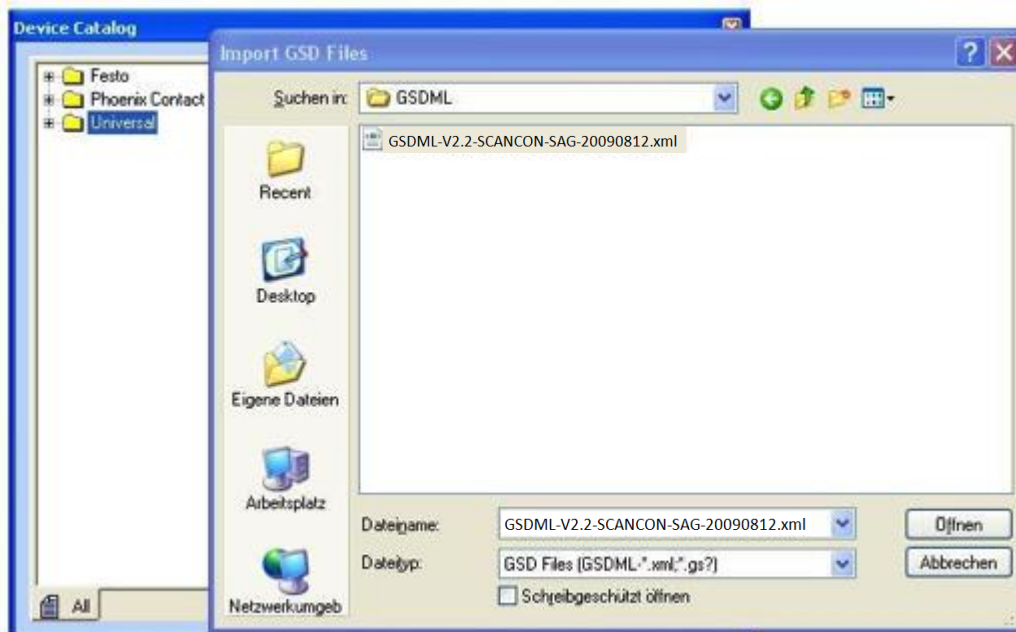 Device Catalog
Festo
Phoenix Contact
Universal
All
Import GSD Files
Suchen in:
GSDML
GSDML-V2.2-SCANCON-SAG-20090812.xml
Recent
Desktop
Eigene Dateien
Arbeitsplatz
Netzwerkumgeb
Dateiname:
GSDML-V2.2-SCANCON-SAG-20090812.xml
Öffnen
Dateityp:
GSD Files (GSDML-*.xml;*.gs?)
Abbrechen
Schreibgeschützt öffnen